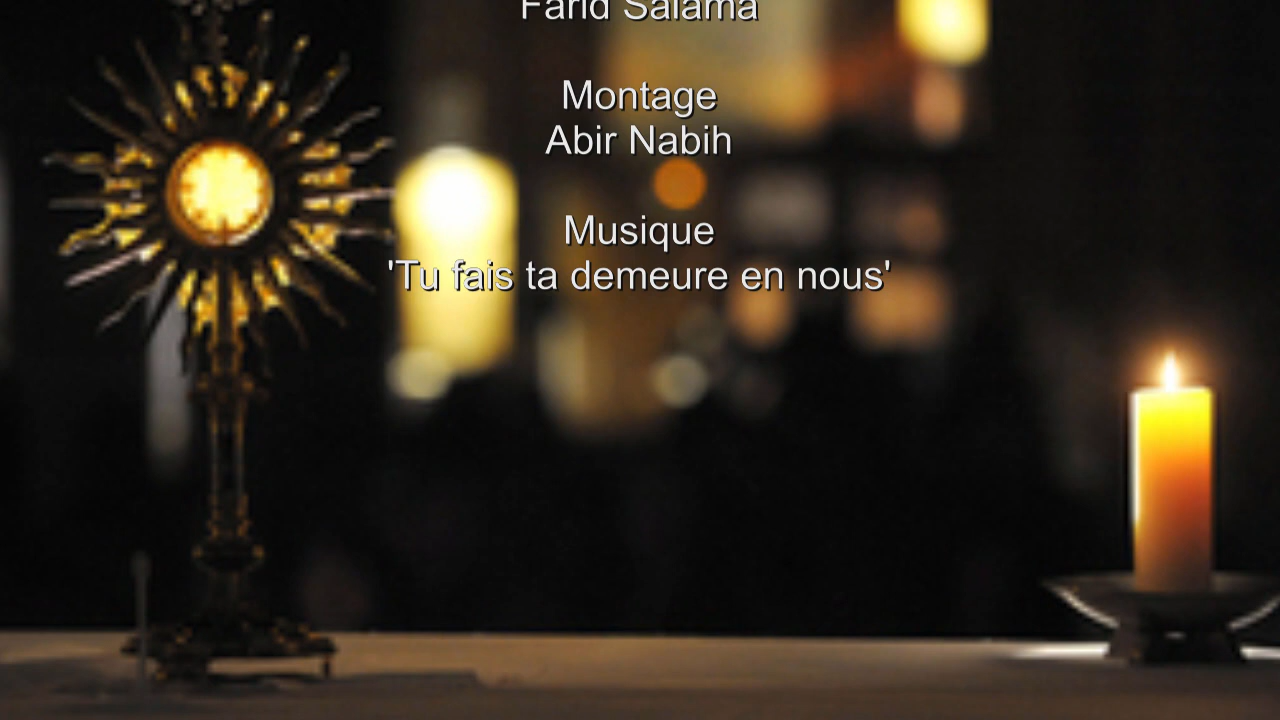 Farid Salama
Montage
Abir Nabih
Musique
'Tu fais ta demeure en nous'